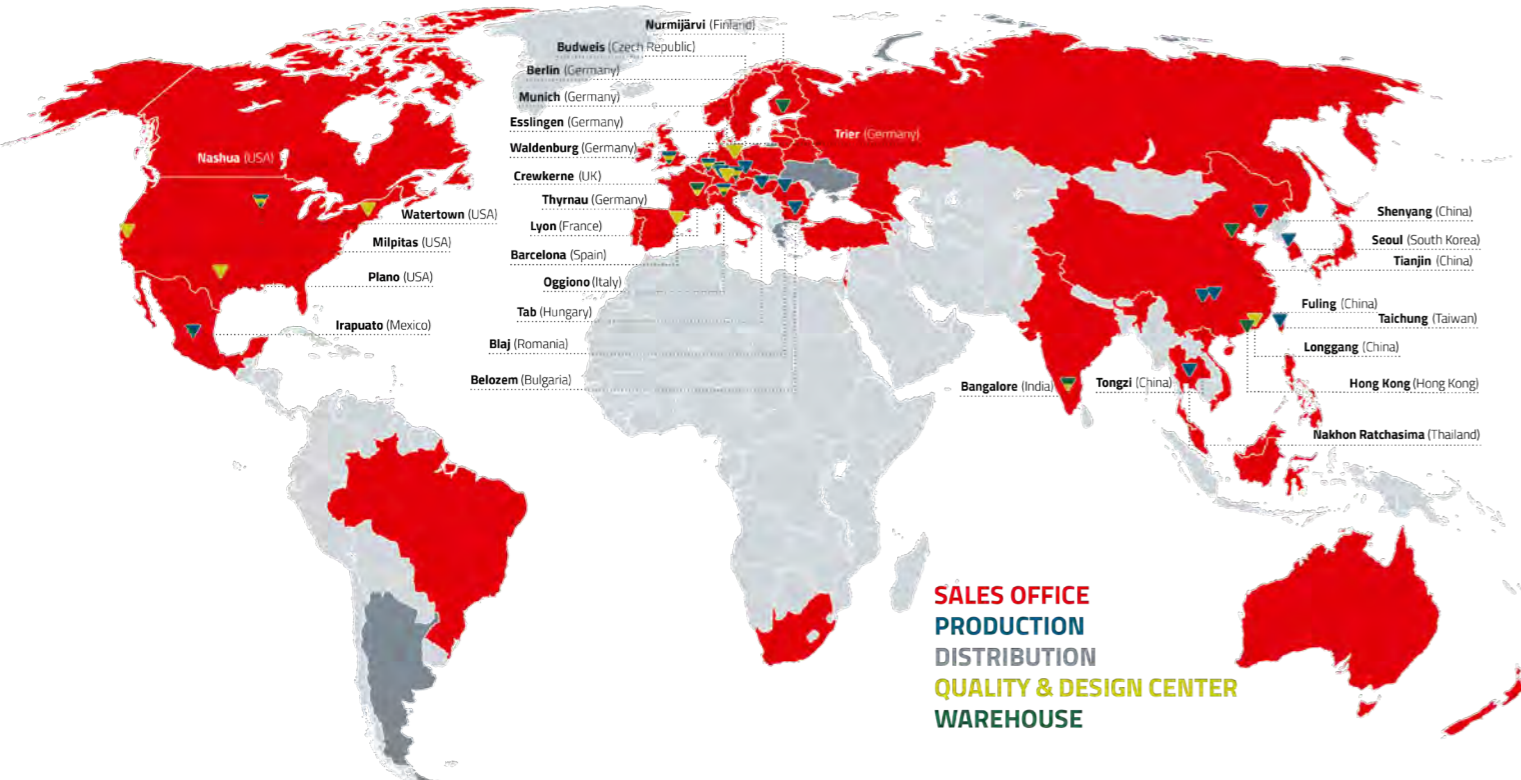 Nurmijärvi (Finland)
Budweis (Czech Republic)
Berlin (Germany)
Munich (Germany)
Esslingen (Germany)
Trier (Germany)
Waldenburg (Germany)
Nashua (USA)
Crewkerne (UK)
Thyrnau (Germany)
Watertown (USA)
Lyon (France)
Milpitas (USA)
Barcelona (Spain)
Plano (USA)
Oggiono (Italy)
Tab (Hungary)
Irapuato (Mexico)
Blaj (Romania)
Belozem (Bulgaria)
Shenyang (China)
Seoul (South Korea)
Tianjin (China)
Fuling (China)
Taichung (Taiwan)
Longgang (China)
Bangalore (India)
Tongzi (China)
Hong Kong (Hong Kong)
Nakhon Ratchasima (Thailand)
SALES OFFICE
PRODUCTION
DISTRIBUTION
QUALITY & DESIGN CENTER
WAREHOUSE